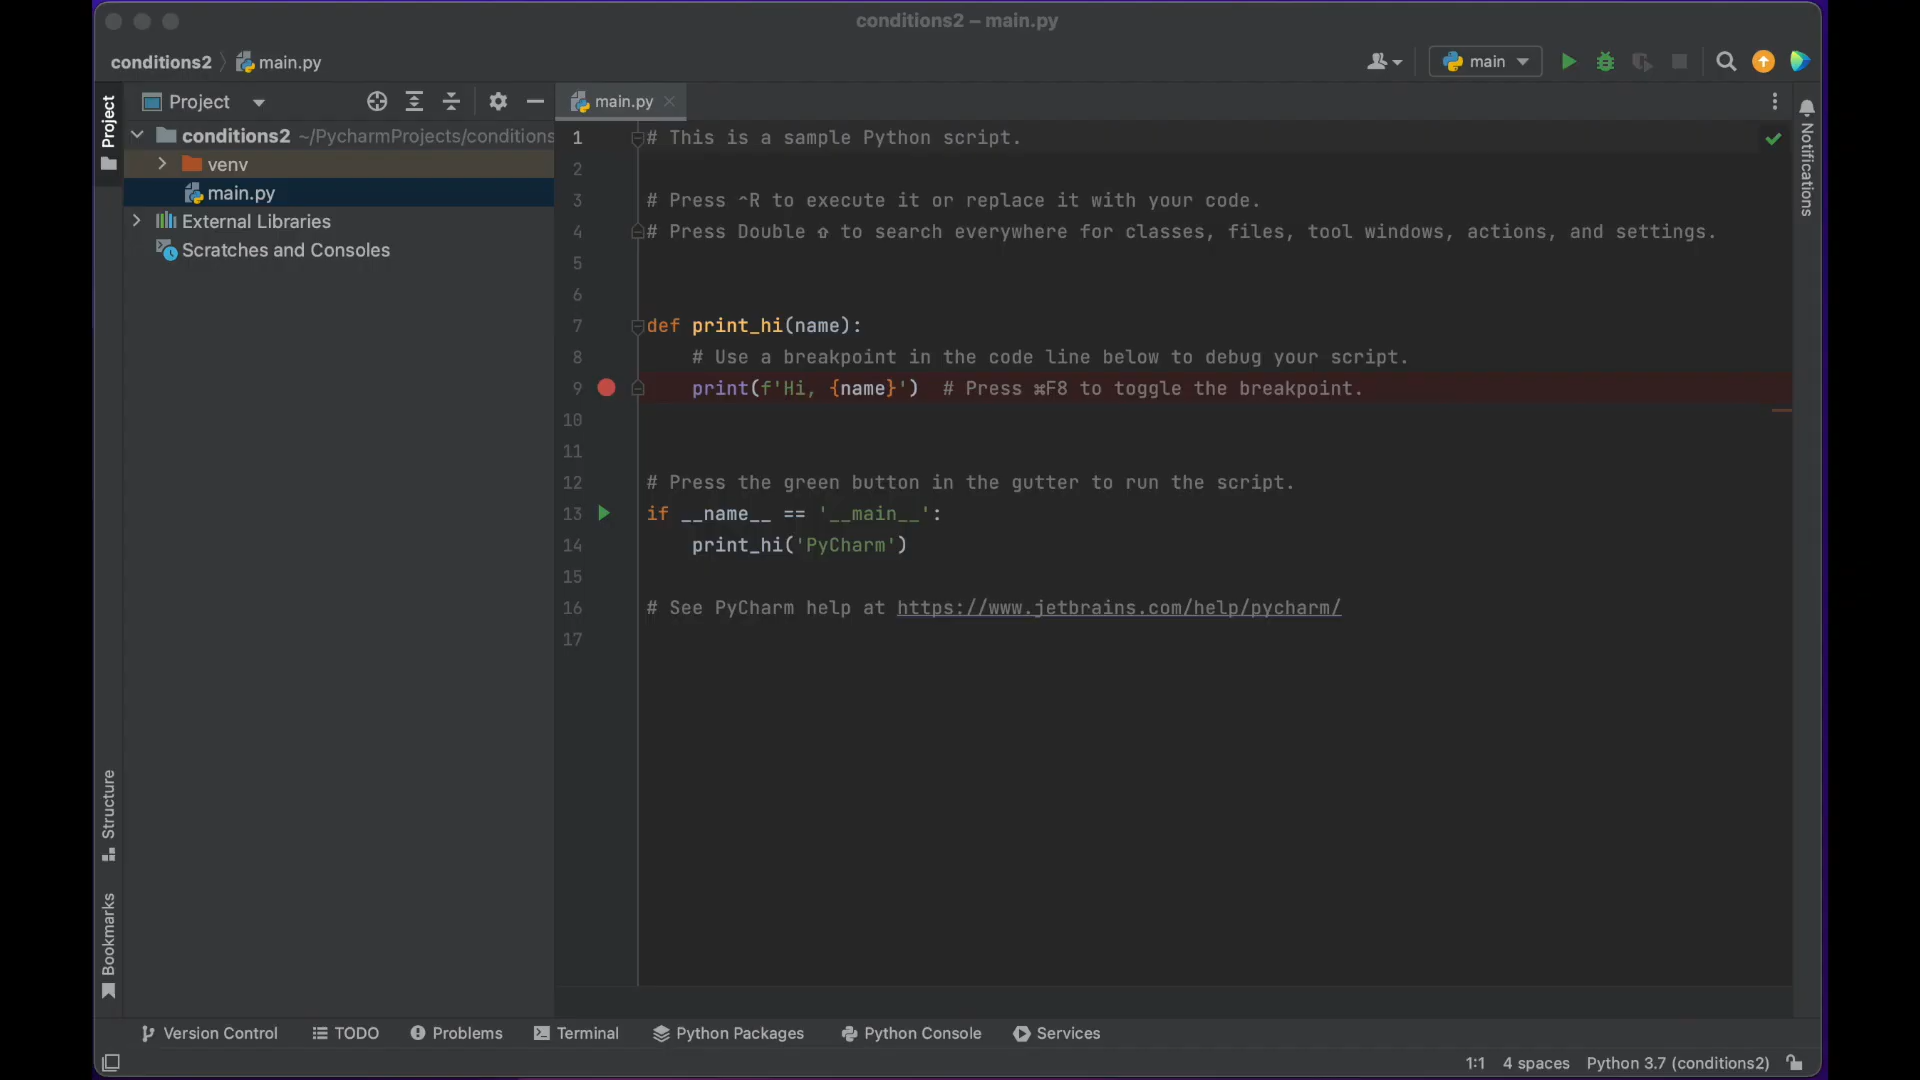 conditions2 – main.py
conditions2
main.py
main
Project
Project
conditions2 ~/PycharmProjects/conditions
venv
main.py
External Libraries
Scratches and Consoles
Structure
Bookmarks
main.py
1 # This is a sample Python script.
2
3 # Press ⌃R to execute it or replace it with your code.
4 # Press Double ⇧ to search everywhere for classes, files, tool windows, actions, and settings.
5
6
7 def print_hi(name):
8 # Use a breakpoint in the code line below to debug your script.
9 print(f'Hi, {name}')  # Press ⌘F8 to toggle the breakpoint.
10
11
12 # Press the green button in the gutter to run the script.
13 if __name__ == '__main__':
14 print_hi('PyCharm')
15
16 # See PyCharm help at https://www.jetbrains.com/help/pycharm/
17
Notifications
Version Control TODO Problems Terminal Python Packages Python Console Services
1:1 4 spaces Python 3.7 (conditions2)